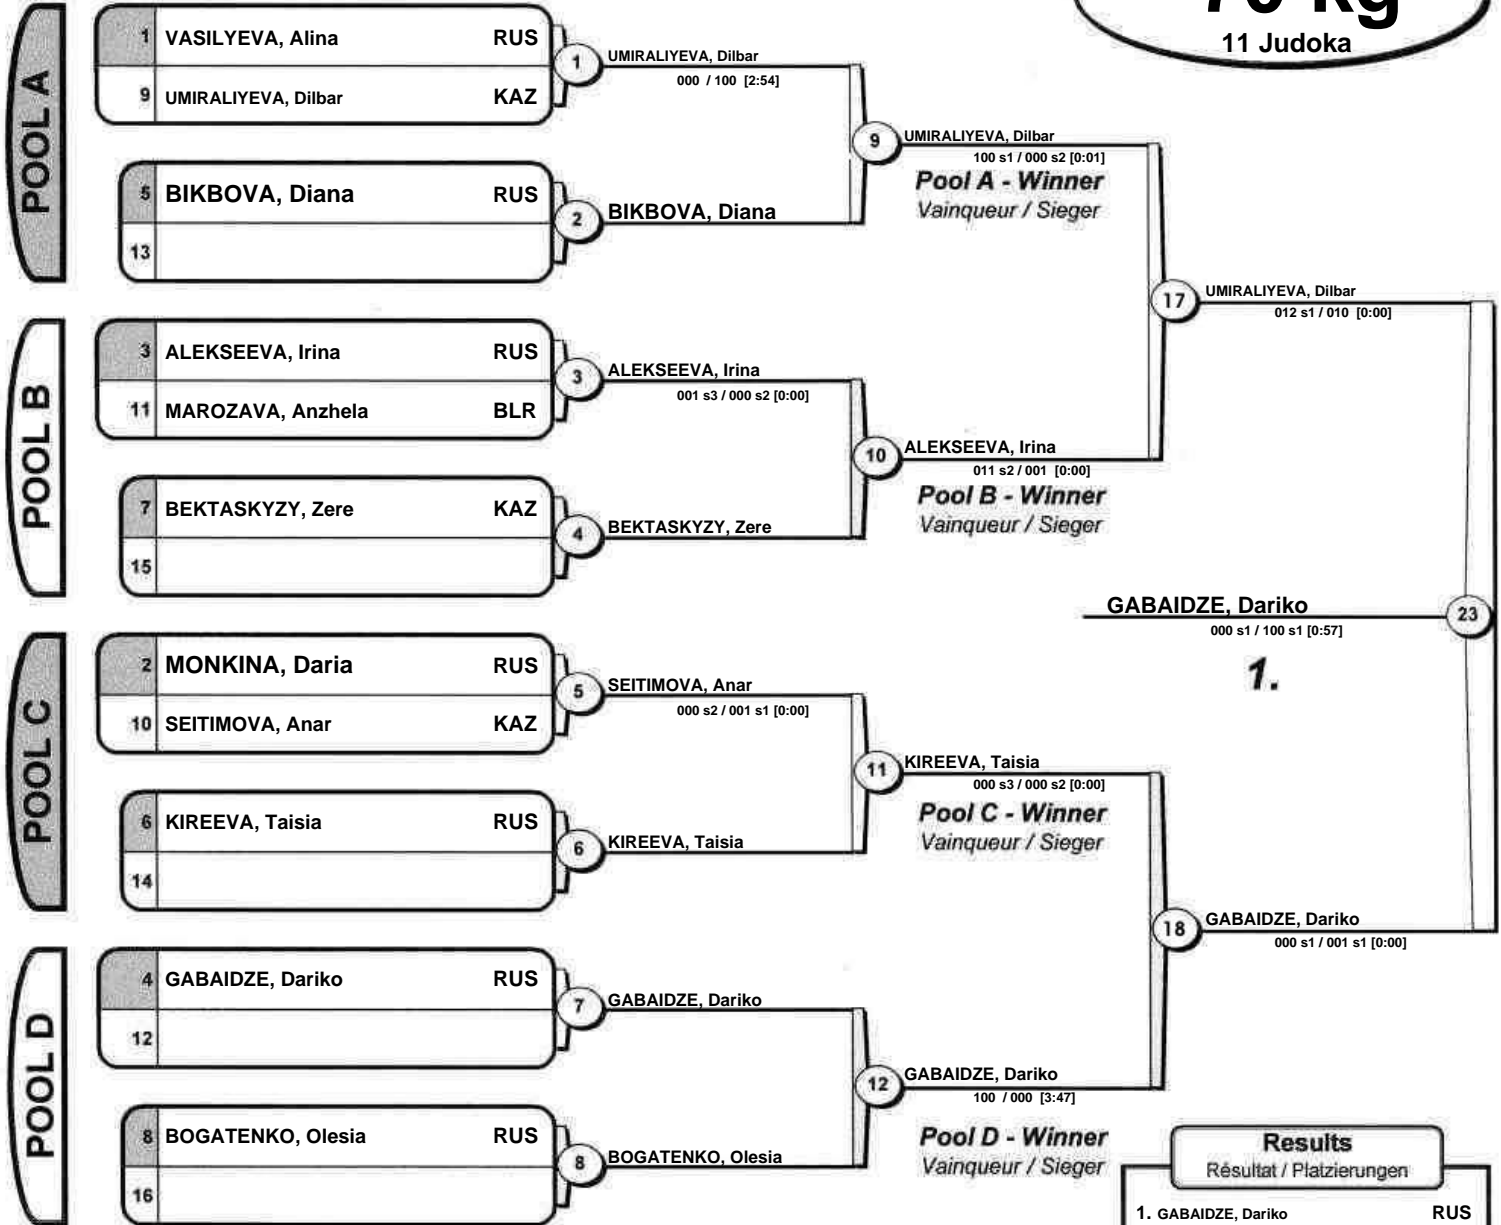 11 Judoka
POOL A
1 VASILYEVA, Alina RUS
9 UMIRALIYEVA, Dilbar KAZ
1
UMIRALIYEVA, Dilbar
000 / 100 [2:54]
5 BIKBOVA, Diana RUS
13
2
BIKBOVA, Diana
9
UMIRALIYEVA, Dilbar
100 s1 / 000 s2 [0:01]
Pool A - Winner
Vainqueur / Sieger
POOL B
3 ALEKSEEVA, Irina RUS
11 MAROZAVA, Anzhela BLR
3
ALEKSEEVA, Irina
001 s3 / 000 s2 [0:00]
7 BEKTASKYZY, Zere KAZ
15
4
BEKTASKYZY, Zere
10
ALEKSEEVA, Irina
011 s2 / 001 [0:00]
Pool B - Winner
Vainqueur / Sieger
17
UMIRALIYEVA, Dilbar
012 s1 / 010 [0:00]
GABAIDZE, Dariko
23
000 s1 / 100 s1 [0:57]
1.
POOL C
2 MONKINA, Daria RUS
10 SEITIMOVA, Anar KAZ
5
SEITIMOVA, Anar
000 s2 / 001 s1 [0:00]
6 KIREEVA, Taisia RUS
14
6
KIREEVA, Taisia
11
KIREEVA, Taisia
000 s3 / 000 s2 [0:00]
Pool C - Winner
Vainqueur / Sieger
18
GABAIDZE, Dariko
000 s1 / 001 s1 [0:00]
POOL D
4 GABAIDZE, Dariko RUS
12
7
GABAIDZE, Dariko
8 BOGATENKO, Olesia RUS
16
8
BOGATENKO, Olesia
12
GABAIDZE, Dariko
100 / 000 [3:47]
Pool D - Winner
Vainqueur / Sieger
Results
Résultat / Platzierungen
1. GABAIDZE, Dariko RUS